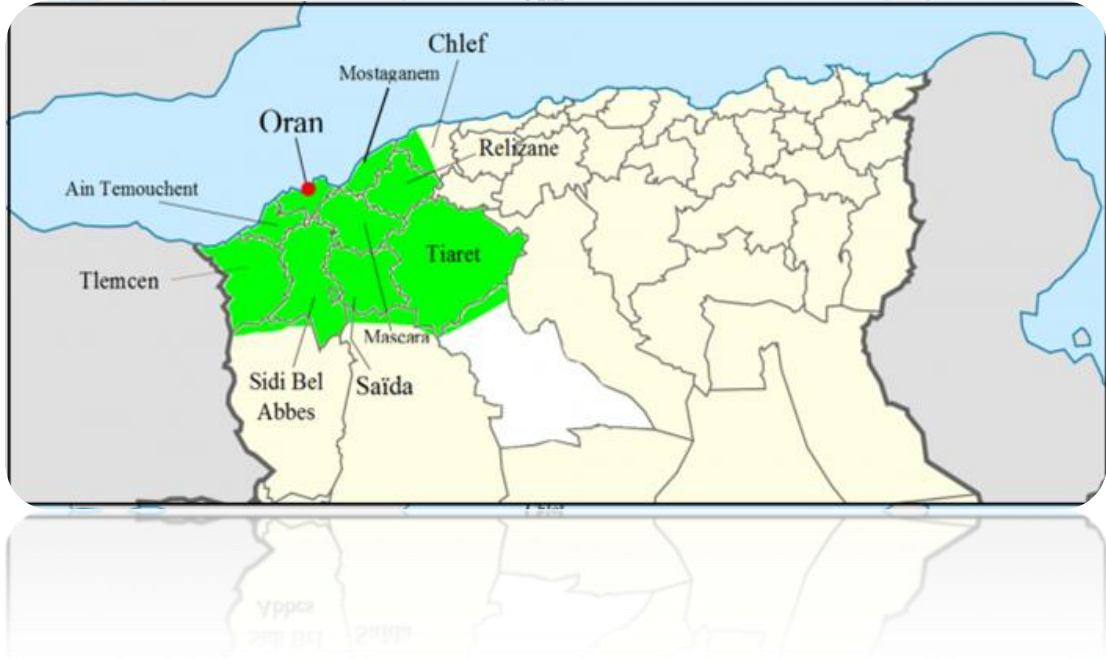 Chlef
Mostaganem
Oran
Relizane
Ain Temouchent
Tiaret
Tlemcen
Mascara
Sidi Bel
Abbes
Saïda